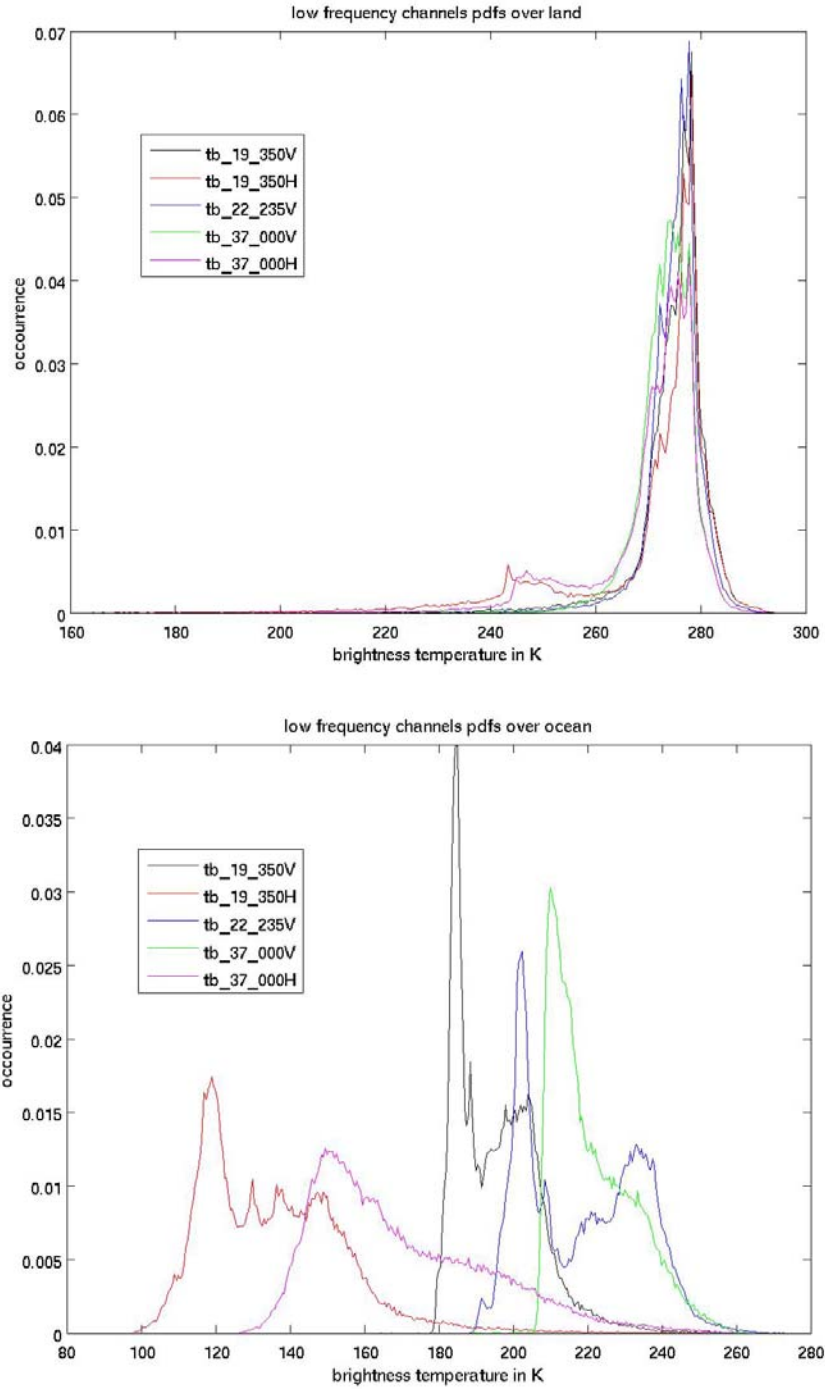 low frequency channels pdfs over land
0.07
0.06
0.05
0.04
0.03
0.02
0.01
0
occourrence
tb_19_350V
tb_19_350H
tb_22_235V
tb_37_000V
tb_37_000H
160 180 200 220 240 260 280 300
brightness temperature in K
low frequency channels pdfs over ocean
0.04
0.035
0.03
0.025
0.02
0.015
0.01
0.005
0
occourrence
tb_19_350V
tb_19_350H
tb_22_235V
tb_37_000V
tb_37_000H
80 100 120 140 160 180 200 220 240 260 280
brightness temperature in K